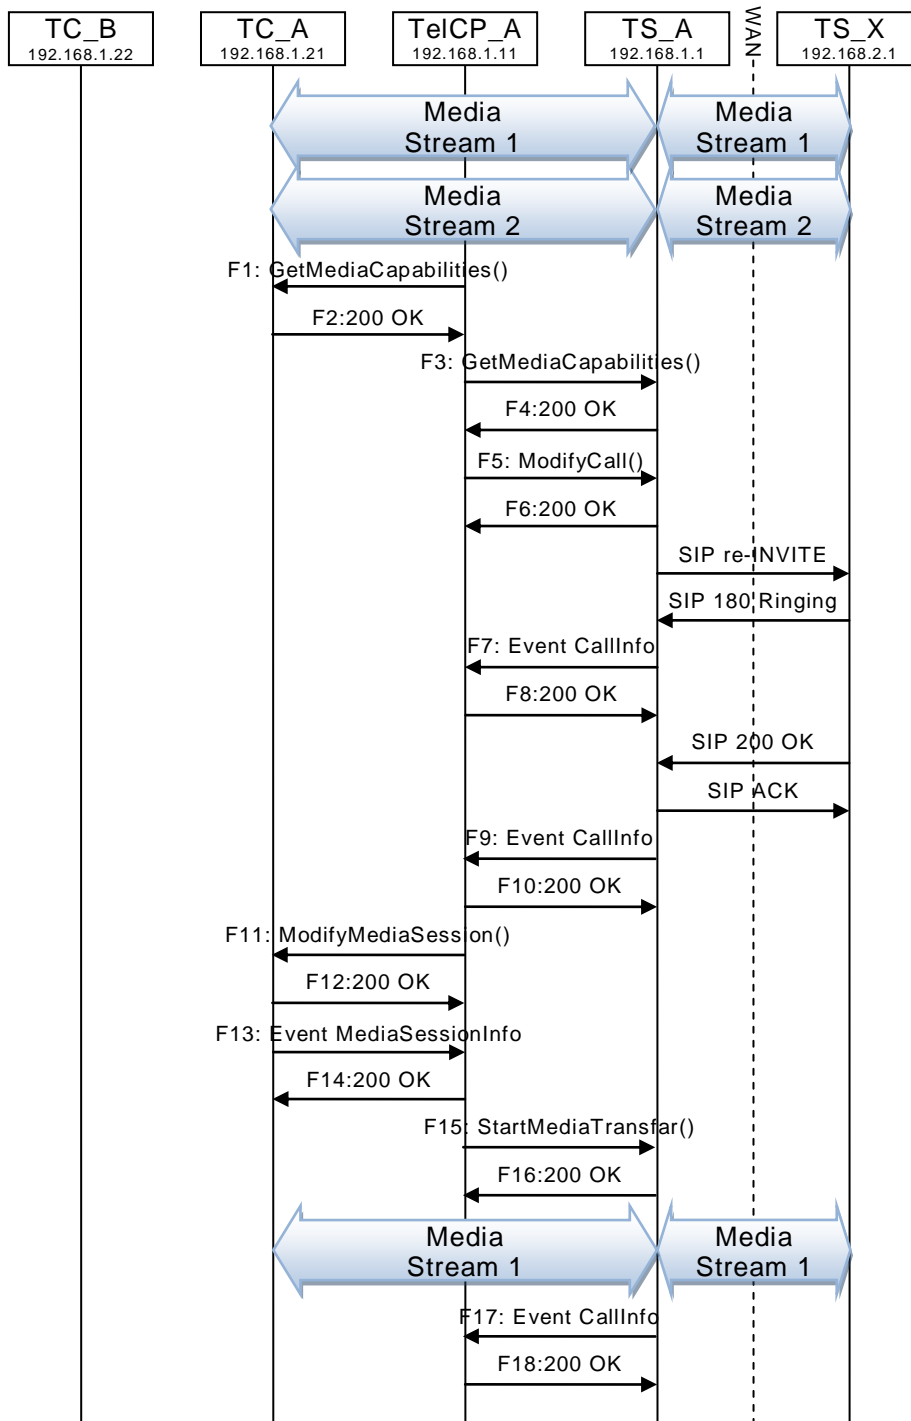 TC_B
192.168.1.22
TC_A
192.168.1.21
TelCP_A
192.168.1.11
TS_A
192.168.1.1
WAN
TS_X
192.168.2.1
Media
Stream 1
Media
Stream 1
Media
Stream 2
Media
Stream 2
F1: GetMediaCapabilities()
F2:200 OK
F3: GetMediaCapabilities()
F4:200 OK
F5: ModifyCall()
F6:200 OK
SIP re-INVITE
SIP 180 Ringing
F7: Event CallInfo
F8:200 OK
SIP 200 OK
SIP ACK
F9: Event CallInfo
F10:200 OK
F11: ModifyMediaSession()
F12:200 OK
F13: Event MediaSessionInfo
F14:200 OK
F15: StartMediaTransfar()
F16:200 OK
Media
Stream 1
Media
Stream 1
F17: Event CallInfo
F18:200 OK